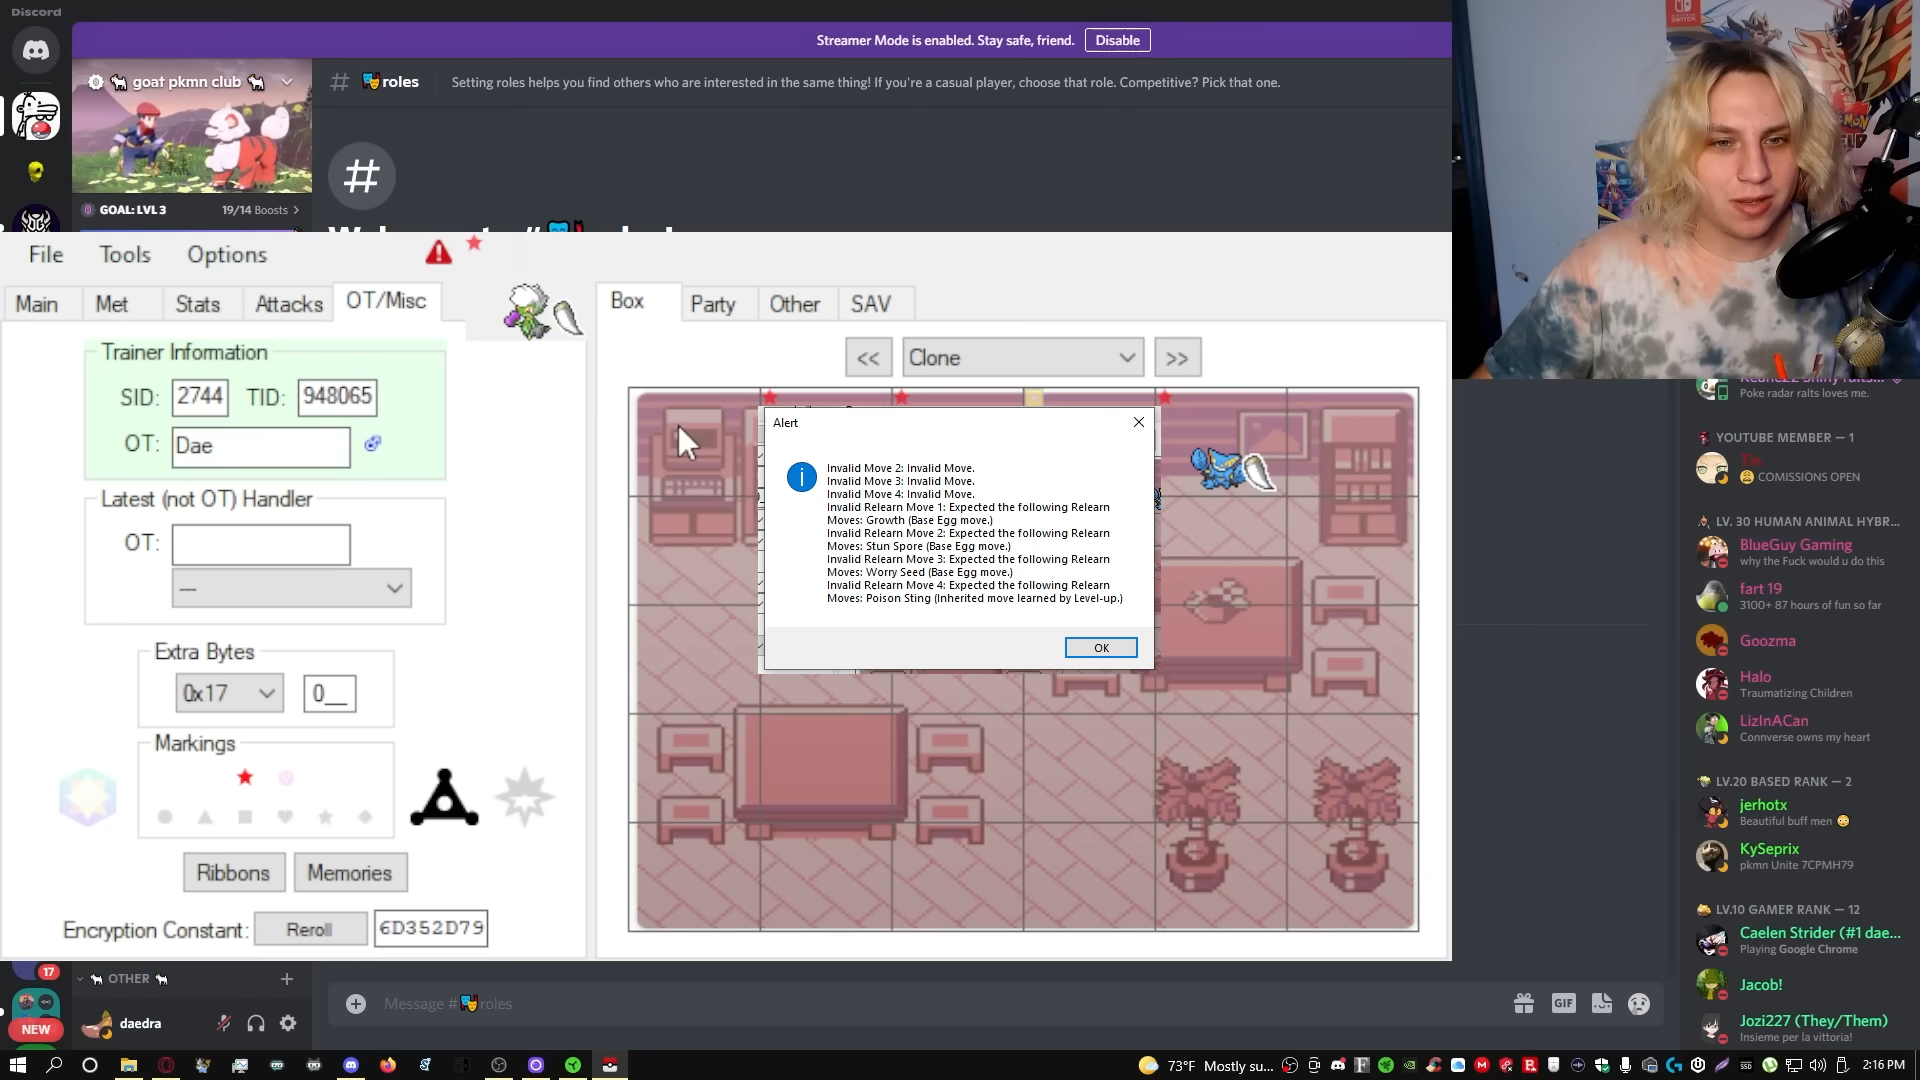 Discord
Streamer Mode is enabled. Stay safe, friend.
Disable
goat pkmn club
roles
Setting roles helps you find others who are interested in the same thing! If you're a casual player, choose that role. Competitive? Pick that one.
GOAL: LVL 3
19/14 Boosts
File
Tools
Options
Main
Met
Stats
Attacks
OT/Misc
Box
Party
Other
SAV
Trainer Information
SID:
2744
TID:
948065
OT:
Dae
Latest (not OT) Handler
OT:
---
Extra Bytes
0x17
0__
Markings
Ribbons
Memories
Encryption Constant:
Reroll
6D352D79
<<
Clone
>>
Alert
Invalid Move 2: Invalid Move.
Invalid Move 3: Invalid Move.
Invalid Move 4: Invalid Move.
Invalid Relearn Move 1: Expected the following Relearn
Moves: Growth (Base Egg move.)
Invalid Relearn Move 2: Expected the following Relearn
Moves: Stun Spore (Base Egg move.)
Invalid Relearn Move 3: Expected the following Relearn
Moves: Worry Seed (Base Egg move.)
Invalid Relearn Move 4: Expected the following Relearn
Moves: Poison Sting (Inherited move learned by Level-up.)
OK
Poke radar ralts loves me.
YOUTUBE MEMBER — 1
Tin
COMISSIONS OPEN
LV. 30 HUMAN ANIMAL HYBR...
BlueGuy Gaming
why the Fuck would u do this
fart 19
3100+ 87 hours of fun so far
Goozma
Halo
Traumatizing Children
LizInACan
Connverse owns my heart
LV.20 BASED RANK — 2
jerhotx
Beautiful buff men
KySeprix
pkmn Unite 7CPMH79
LV.10 GAMER RANK — 12
Caelen Strider (#1 dae...
Playing Google Chrome
Jacob!
Jozi227 (They/Them)
Insieme per la vittoria!
17
NEW
OTHER
daedra
Message # roles
GIF
73°F Mostly su...
2:16 PM